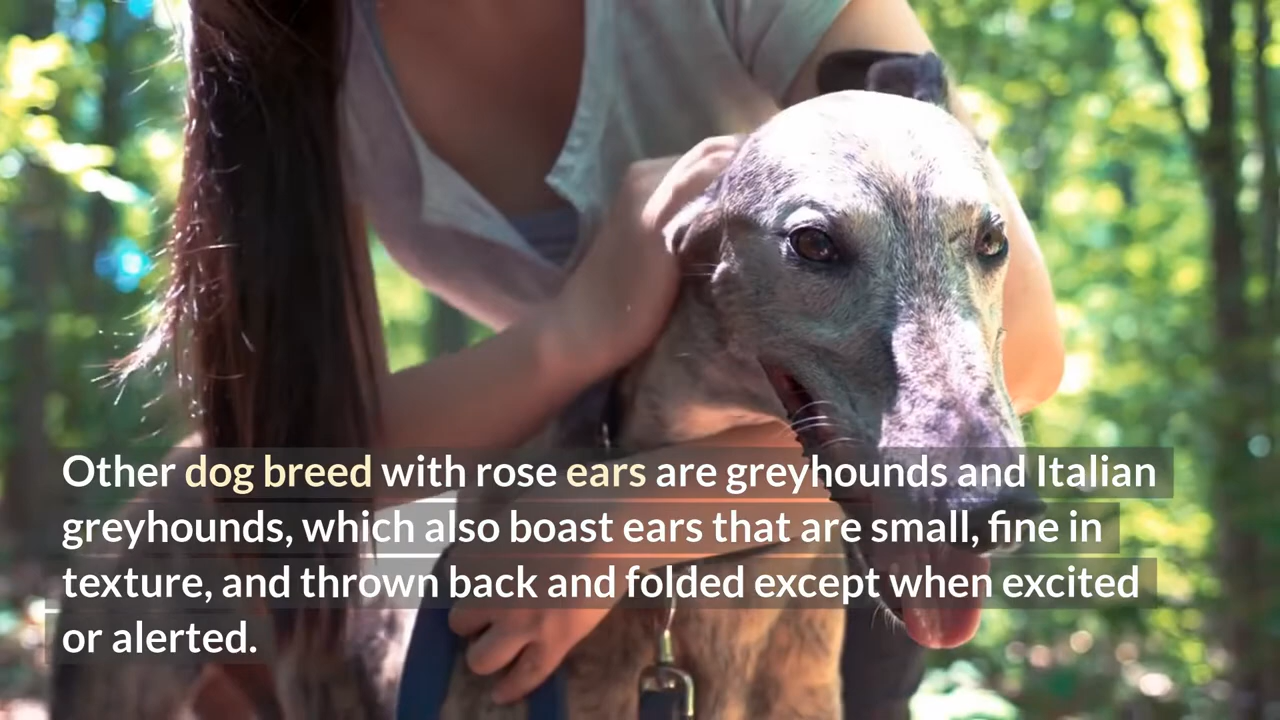 Other dog breed with rose ears are greyhounds and Italian
greyhounds, which also boast ears that are small, fine in
texture, and thrown back and folded except when excited
or alerted.